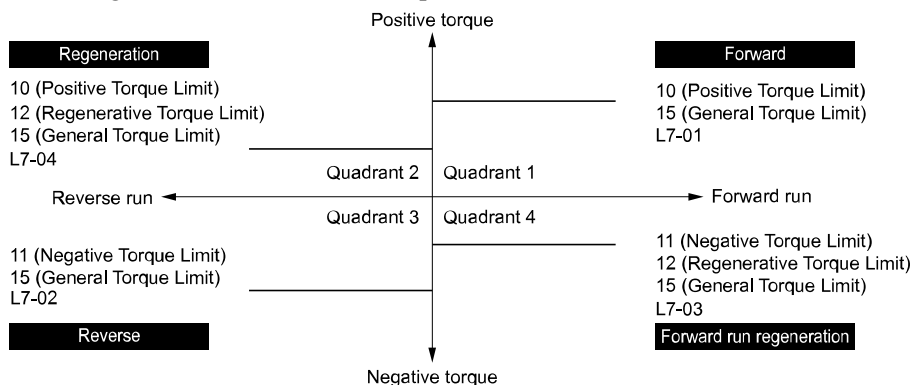 Positive torque
Regeneration
10 (Positive Torque Limit)
12 (Regenerative Torque Limit)
15 (General Torque Limit)
L7-04
Forward
10 (Positive Torque Limit)
15 (General Torque Limit)
L7-01
Quadrant 2
Quadrant 1
Reverse run
Forward run
Quadrant 3
Quadrant 4
11 (Negative Torque Limit)
15 (General Torque Limit)
L7-02
Reverse
11 (Negative Torque Limit)
12 (Regenerative Torque Limit)
15 (General Torque Limit)
L7-03
Forward run regeneration
Negative torque